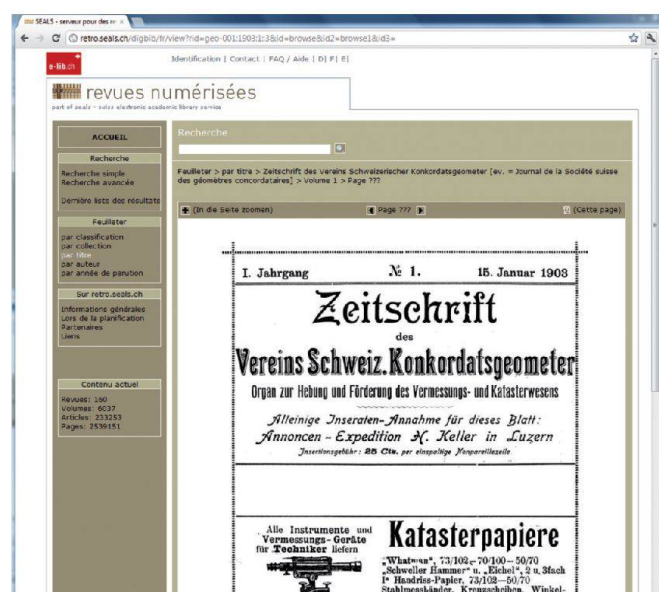 SEALS - serveur pour des re
retro.seals.ch/digbib/fr/view?rid=geo-001:1903:1::3&id=browse&id2=browse1&id3=
e-lib.ch
Identification | Contact | FAQ / Aide | D| F| E|
revues numérisées
part of seals - suiss electronic academic library service
ACCUEIL
Recherche
Recherche simple
Recherche avancée
Dernière liste des résultats
Feuilleter
par classification
par collection
par titre
par auteur
par année de parution
Sur retro.seals.ch
Informations générales
Lors de la planification
Partenaires
Liens
Contenu actuel
Revues: 160
Volumes: 6037
Articles: 233253
Pages: 2539151
Recherche
Feuilleter > par titre > Zeitschrift des Vereins Schweizerischer Konkordatsgeometer [ev. = Journal de la Société suisse
des géomètres concordataires] > Volume 1 > Page ???
(In die Seite zoomen)
Page ???
(Cette page)
I. Jahrgang № 1. 15. Januar 1903
Zeitschrift
des
Vereins Schweiz. Konkordatsgeometer
Organ zur Hebung und Förderung des Vermessungs- und Katasterwesens
Alleinige Inseraten-Annahme für dieses Blatt:
Annoncen-Expedition H. Keller in Luzern
Insertionsgebühr: 25 Cts. per einspaltige Nonpareillezeile
Alle Instrumente und
Vermessungs-Geräte
für Techniker liefern
Katasterpapiere
„Whatman“, 73/102—70/100—50/70
„Schweller Hammer“ u. „Eichel“, 2 u. 3fach
Iª Handriss-Papier, 73/102—50/70
Stahlmessbänder, Kreuzscheiben, Winkel-